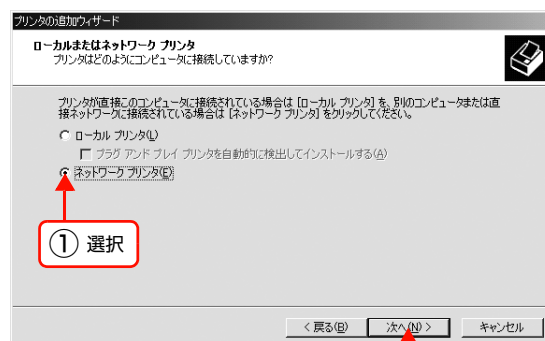 プリンタの追加ウィザード
ローカルまたはネットワーク プリンタ
プリンタはどのようにコンピュータに接続していますか?
プリンタが直接このコンピュータに接続されている場合は [ローカル プリンタ] を、別のコンピュータまたは直
接ネットワークに接続されている場合は [ネットワーク プリンタ] をクリックしてください。
ローカル プリンタ(L)
プラグ アンド プレイ プリンタを自動的に検出してインストールする(A)
ネットワーク プリンタ(E)
① 選択
< 戻る(B)
次へ(N) >
キャンセル